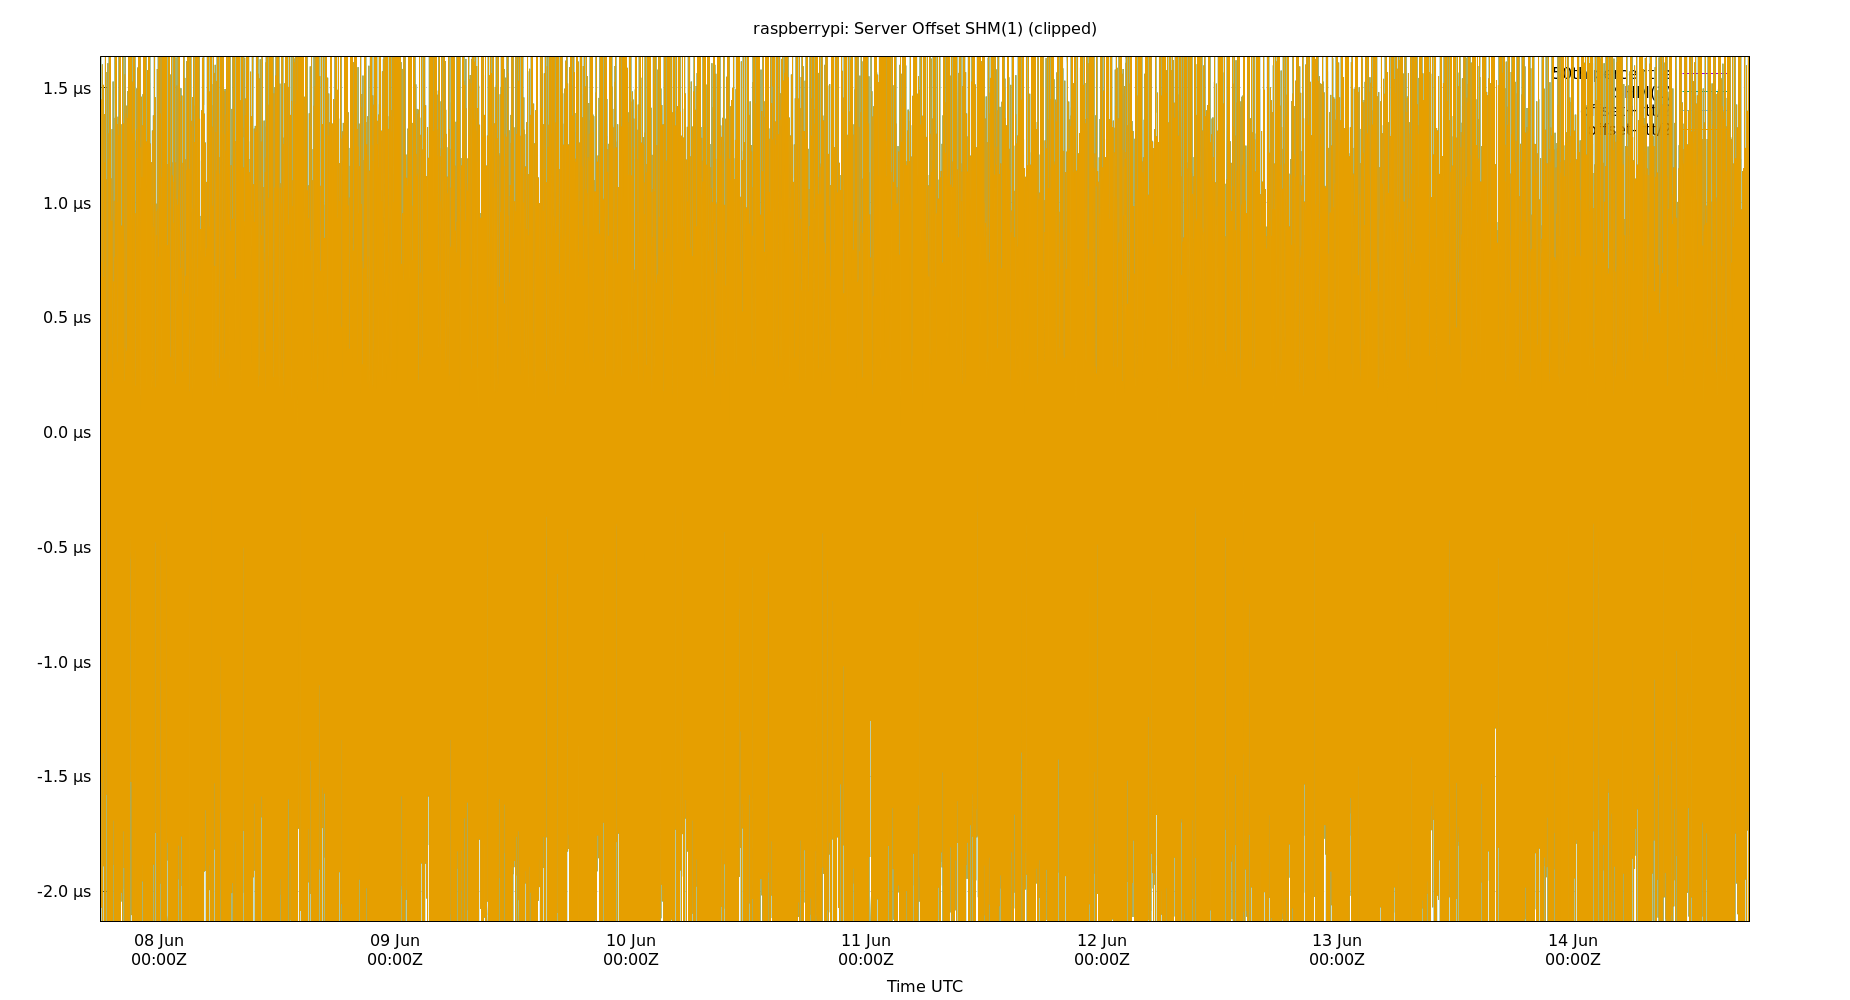 raspberrypi: Server Offset SHM(1) (clipped)
1.5 µs
1.0 µs
0.5 µs
0.0 µs
-0.5 µs
-1.0 µs
-1.5 µs
-2.0 µs
08 Jun 09 Jun 10 Jun 11 Jun 12 Jun 13 Jun 14 Jun
00:00Z 00:00Z 00:00Z 00:00Z 00:00Z 00:00Z 00:00Z
Time UTC